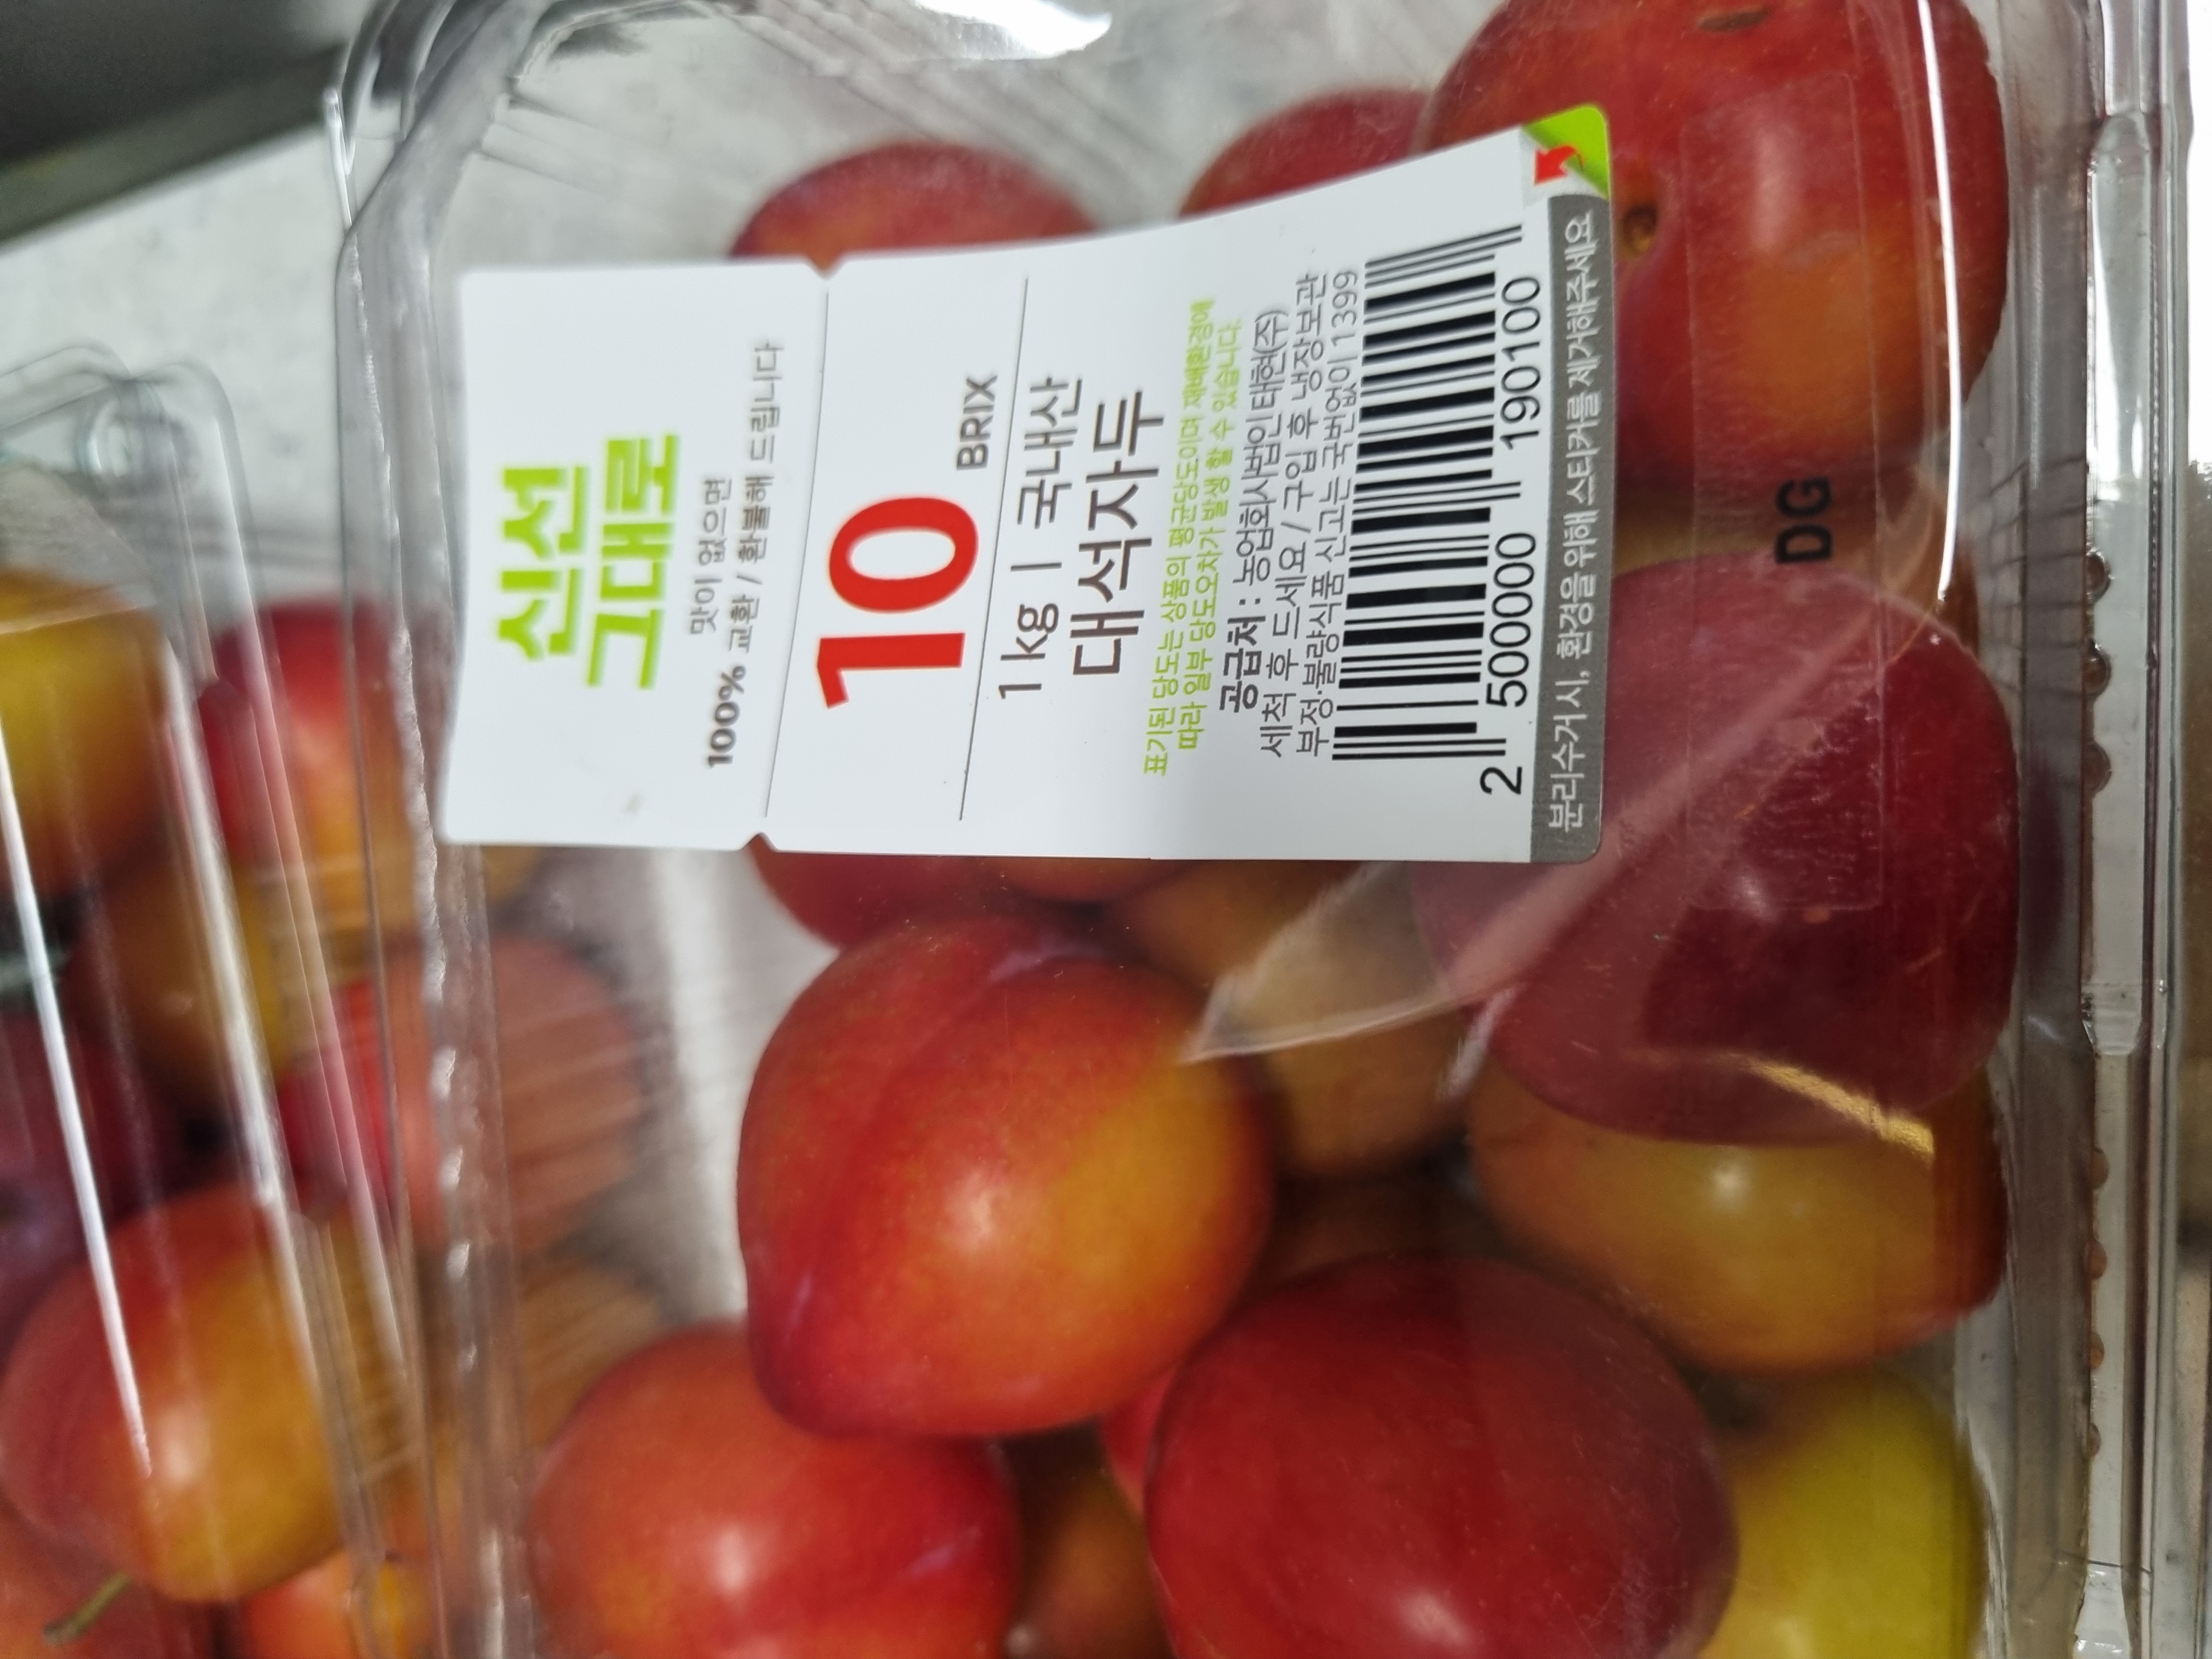 신선
그대로
맛이 없으면
100% 교환 / 환불해 드립니다
10 BRIX
1kg | 국내산
대석자두
표기된 당도는 상품의 평균당도이며 재배환경에
따라 일부 당도오차가 발생 할 수 있습니다.
공급처 : 농업회사법인 태현(주)
세척 후 드세요 / 구입 후 냉장보관
부정·불량식품 신고는 국번없이 1399
2 500000 190100
분리수거 시, 환경을 위해 스티커를 제거해주세요
DG